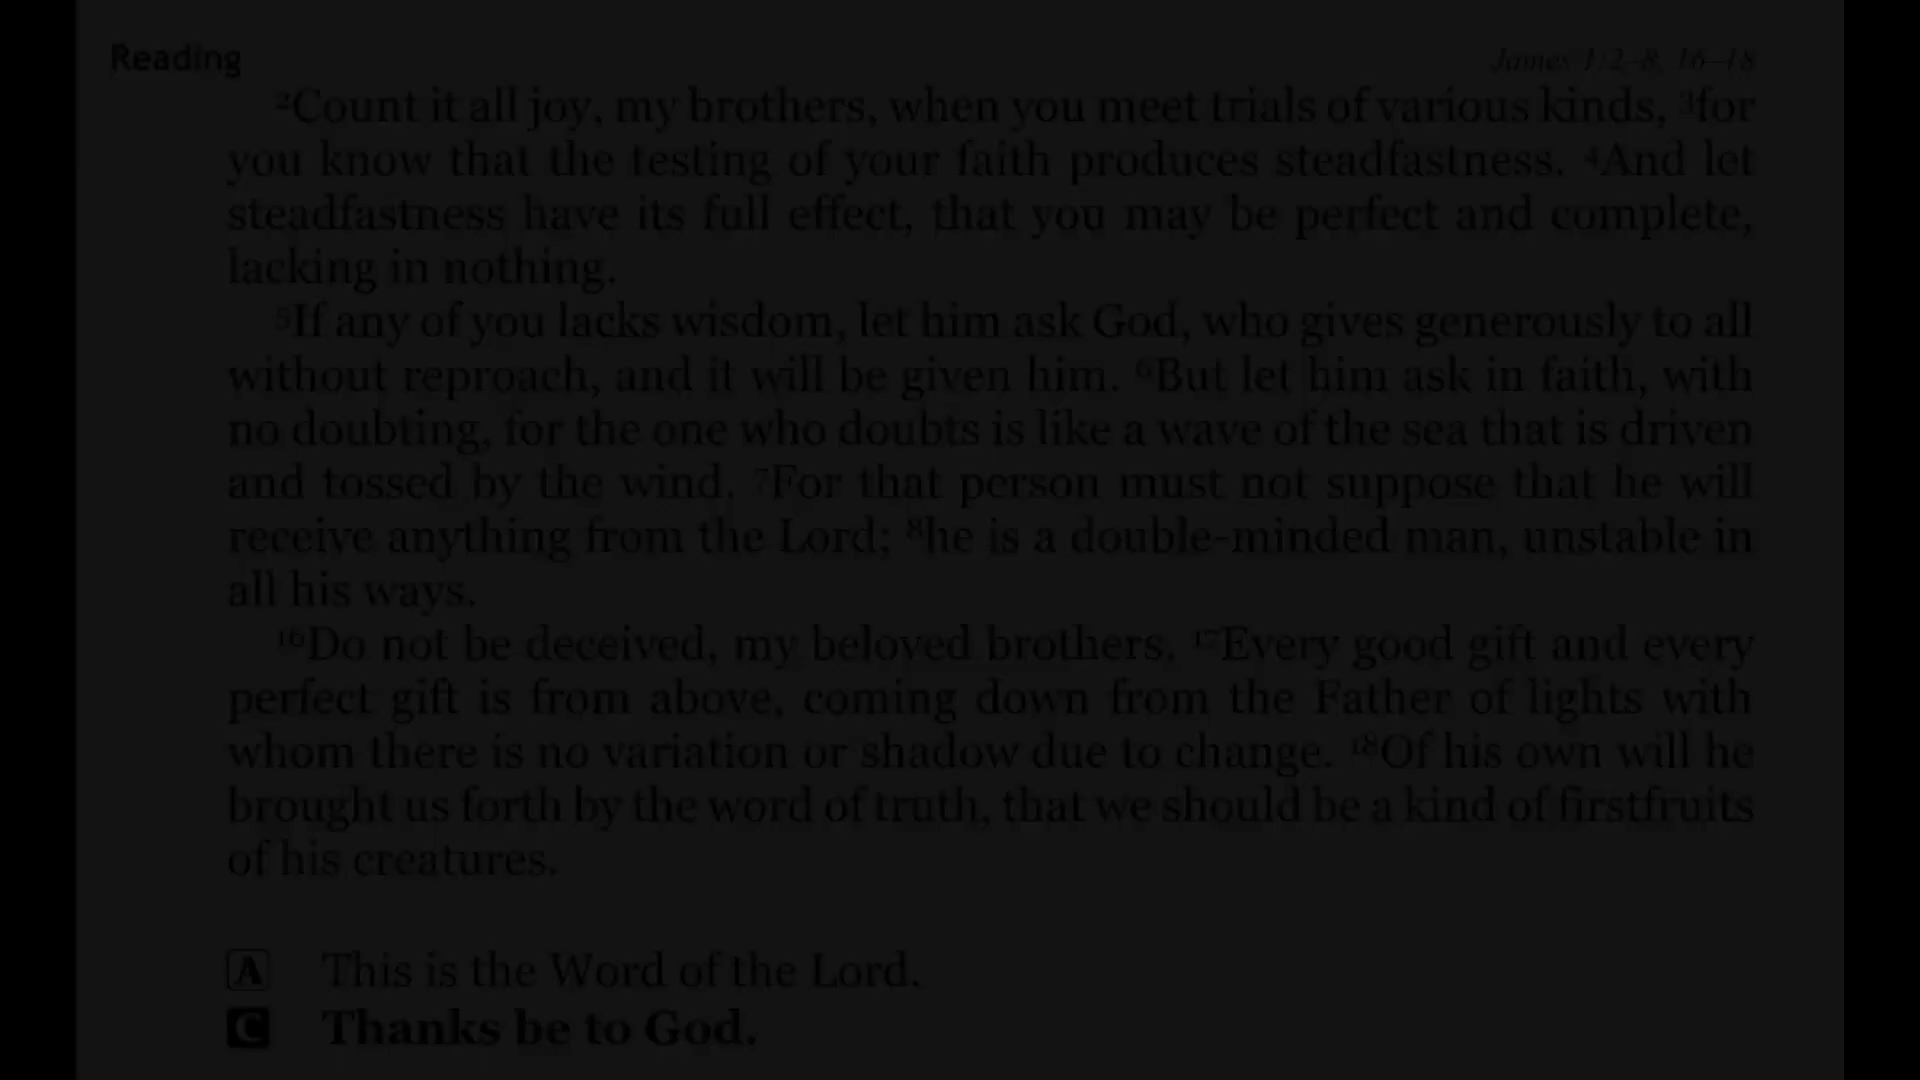 Reading James 1:2–8, 16–18
²Count it all joy, my brothers, when you meet trials of various kinds, ³for
you know that the testing of your faith produces steadfastness. ⁴And let
steadfastness have its full effect, that you may be perfect and complete,
lacking in nothing.
⁵If any of you lacks wisdom, let him ask God, who gives generously to all
without reproach, and it will be given him. ⁶But let him ask in faith, with
no doubting, for the one who doubts is like a wave of the sea that is driven
and tossed by the wind. ⁷For that person must not suppose that he will
receive anything from the Lord; ⁸he is a double-minded man, unstable in
all his ways.
¹⁶Do not be deceived, my beloved brothers. ¹⁷Every good gift and every
perfect gift is from above, coming down from the Father of lights with
whom there is no variation or shadow due to change. ¹⁸Of his own will he
brought us forth by the word of truth, that we should be a kind of firstfruits
of his creatures.
A This is the Word of the Lord.
C Thanks be to God.